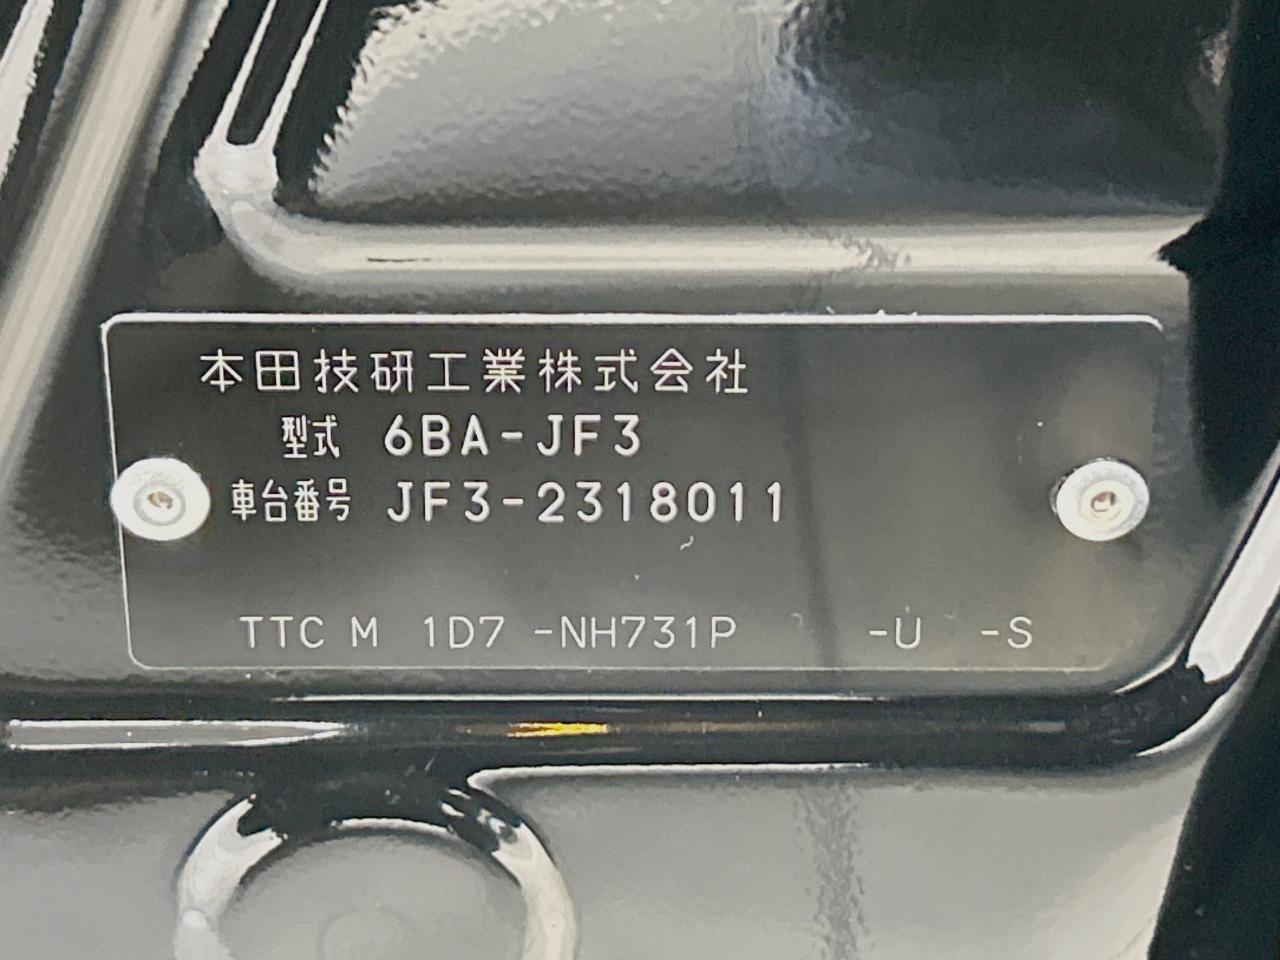 本田技研工業株式会社
型式 6BA-JF3
車台番号 JF3-2318011
TTC M 1D7 -NH731P -U -S